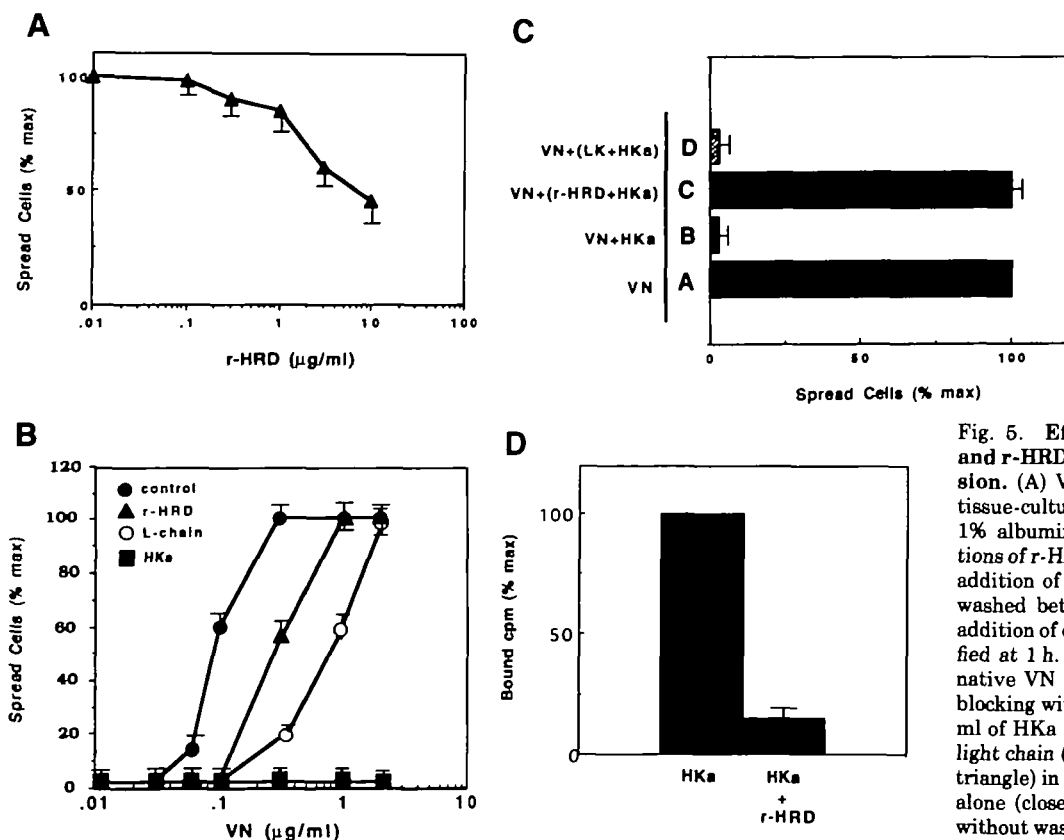 A
100
50
0
Spread Cells (% max)
.01 .1 1 10 100
r-HRD (µg/ml)
B
120
100
80
60
40
20
0
Spread Cells (% max)
control
r-HRD
L-chain
HKa
.01 .1 1 10
VN (µg/ml)
C
VN+(LK+HKa) D
VN+(r-HRD+HKa) C
VN+HKa B
VN A
0 50 100
Spread Cells (% max)
D
100
50
0
Bound cpm (% max)
HKa HKa
+
r-HRD
Fig. 5. Ef
and r-HRD
sion. (A) V
tissue-cultu
1% albumin
tions of r-H
addition of
washed bet
addition of c
fied at 1 h.
native VN
blocking wit
ml of HKa
light chain (
triangle) in
alone (close
without was